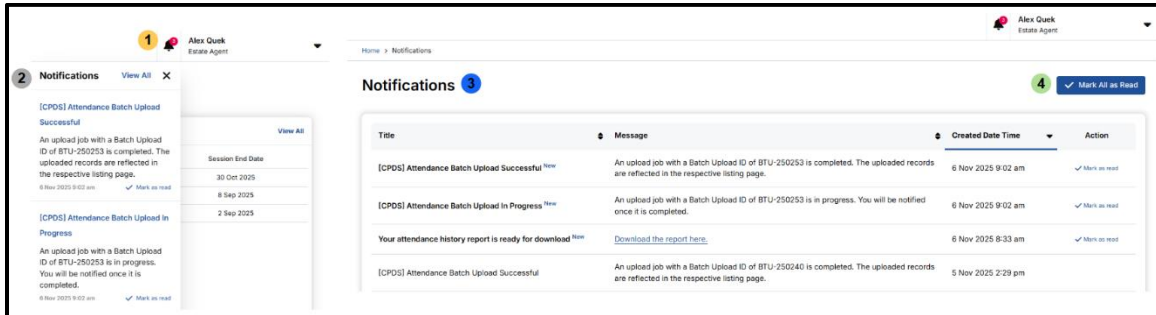 1
3
Alex Quek
Estate Agent
2
Notifications
View All
X
[CPDS] Attendance Batch Upload
Successful
An upload job with a Batch Upload
ID of BTU-250253 is completed. The
uploaded records are reflected in
the respective listing page.
6 Nov 2025 9:02 am
Mark as read
[CPDS] Attendance Batch Upload In
Progress
An upload job with a Batch Upload
ID of BTU-250253 is in progress.
You will be notified once it is
completed.
6 Nov 2025 9:02 am
Mark as read
View All
Session End Date
30 Oct 2025
8 Sep 2025
2 Sep 2025
3
Alex Quek
Estate Agent
Home > Notifications
Notifications
3
4
Mark All as Read
Title
Message
Created Date Time
Action
[CPDS] Attendance Batch Upload Successful New
An upload job with a Batch Upload ID of BTU-250253 is completed. The uploaded records
are reflected in the respective listing page.
6 Nov 2025 9:02 am
Mark as read
[CPDS] Attendance Batch Upload In Progress New
An upload job with a Batch Upload ID of BTU-250253 is in progress. You will be notified
once it is completed.
6 Nov 2025 9:02 am
Mark as read
Your attendance history report is ready for download New
Download the report here.
6 Nov 2025 8:33 am
Mark as read
[CPDS] Attendance Batch Upload Successful
An upload job with a Batch Upload ID of BTU-250240 is completed. The uploaded records
are reflected in the respective listing page.
5 Nov 2025 2:29 pm